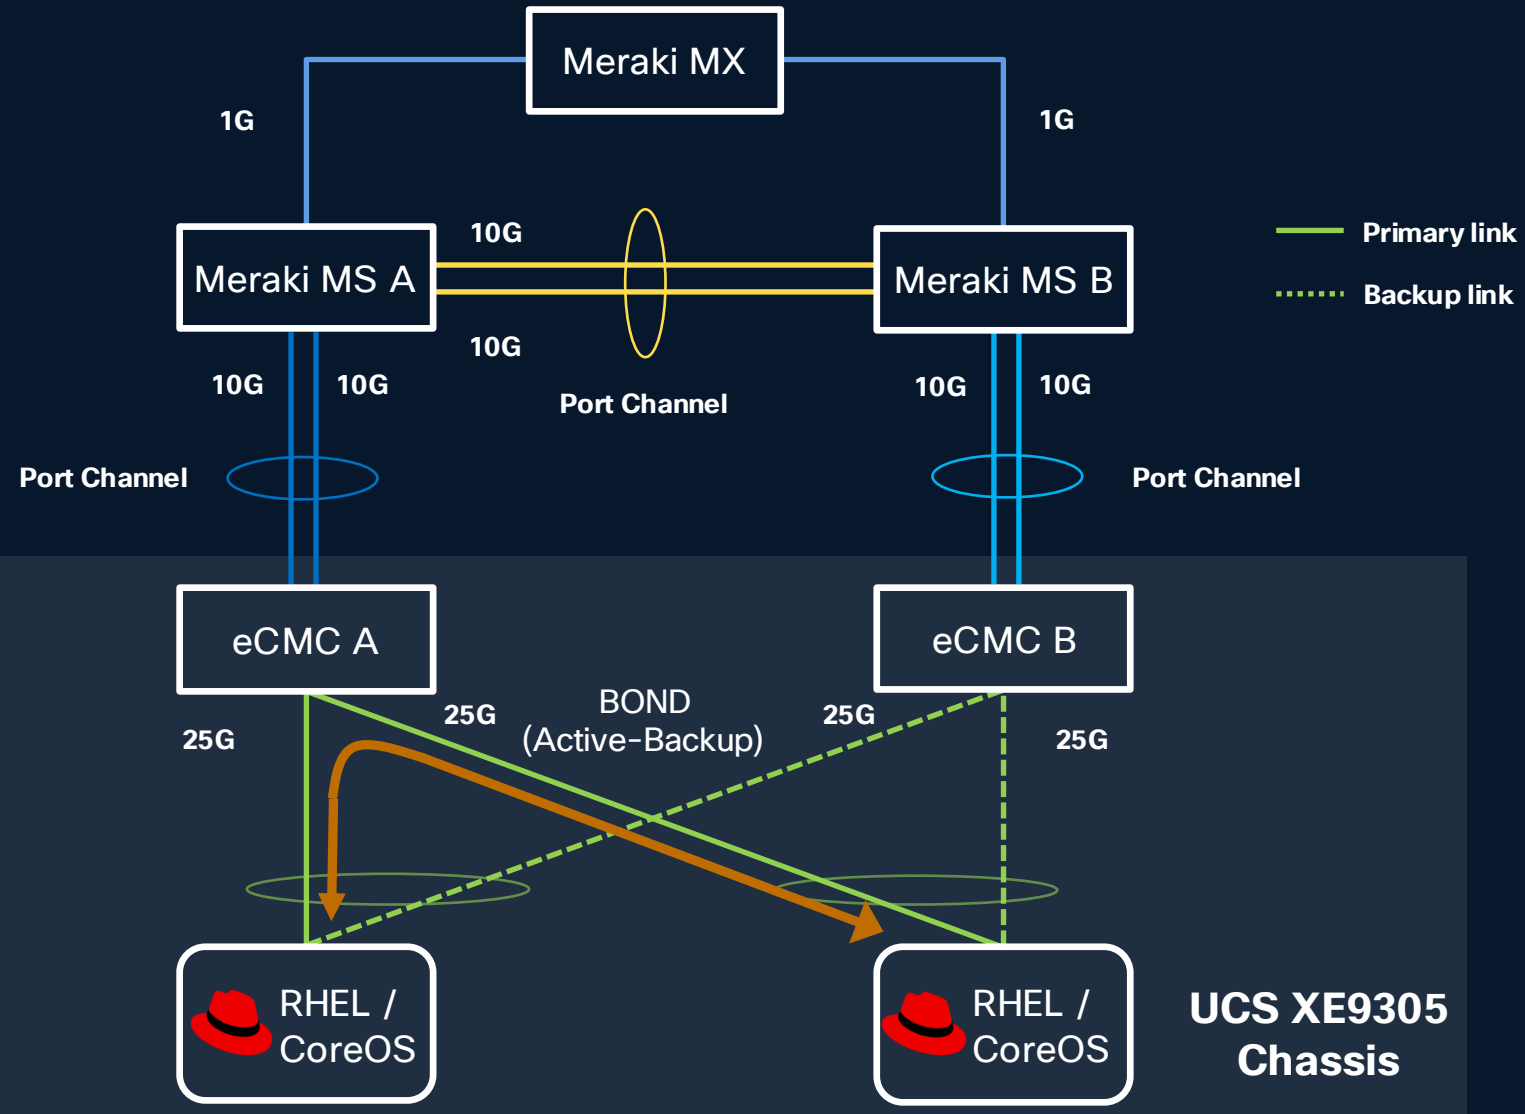 Meraki MX
1G
1G
10G
Meraki MS A
Meraki MS B
Primary link
Backup link
10G
10G
10G
10G
10G
Port Channel
Port Channel
Port Channel
eCMC A
eCMC B
25G
25G
BOND
(Active-Backup)
25G
25G
RHEL /
CoreOS
RHEL /
CoreOS
UCS XE9305
Chassis